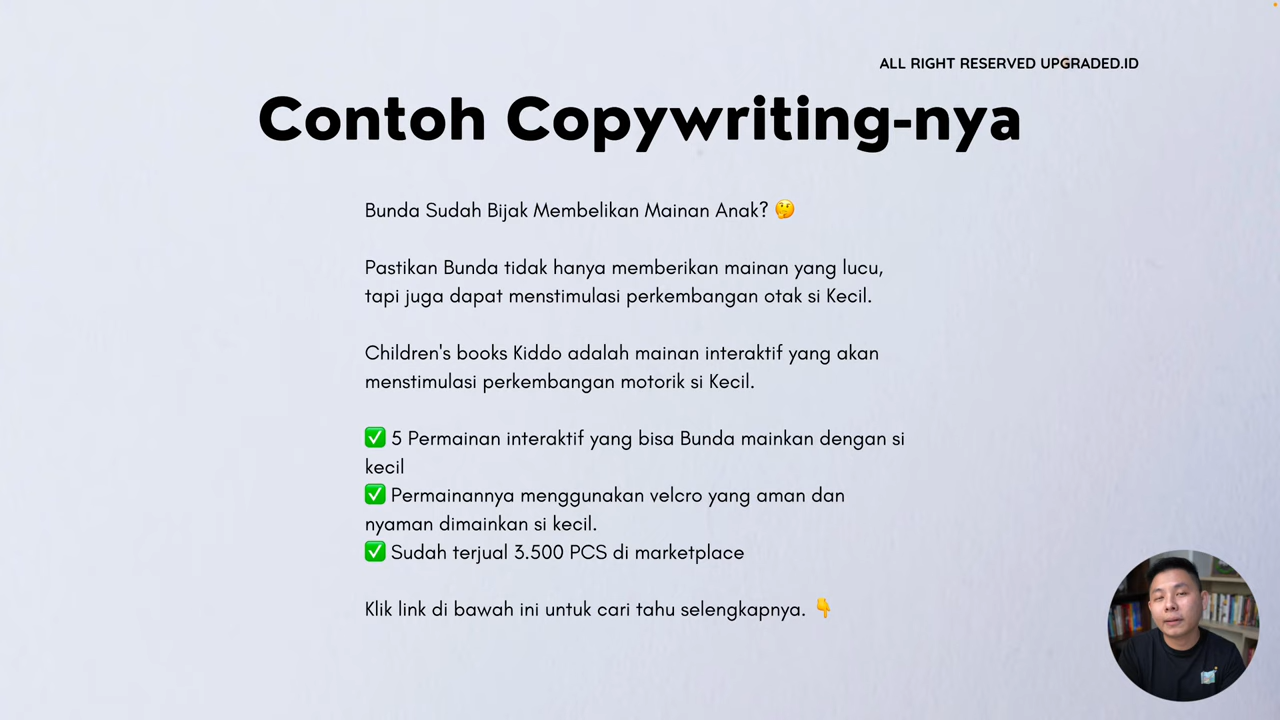 ALL RIGHT RESERVED UPGRADED.ID
Contoh Copywriting-nya
Bunda Sudah Bijak Membelikan Mainan Anak? 🤔
Pastikan Bunda tidak hanya memberikan mainan yang lucu,
tapi juga dapat menstimulasi perkembangan otak si Kecil.
Children's books Kiddo adalah mainan interaktif yang akan
menstimulasi perkembangan motorik si Kecil.
✅ 5 Permainan interaktif yang bisa Bunda mainkan dengan si
kecil
✅ Permainannya menggunakan velcro yang aman dan
nyaman dimainkan si kecil.
✅ Sudah terjual 3.500 PCS di marketplace
Klik link di bawah ini untuk cari tahu selengkapnya. 👇